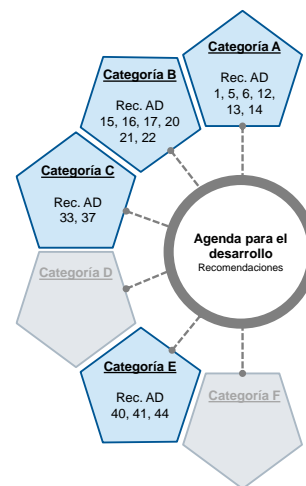 Categoría A
Rec. AD
1, 5, 6, 12,
13, 14
Categoría B
Rec. AD
15, 16, 17, 20
21, 22
Categoría C
Rec. AD
33, 37
Agenda para el
desarrollo
Recomendaciones
Categoría D
Categoría E
Rec. AD
40, 41, 44
Categoría F